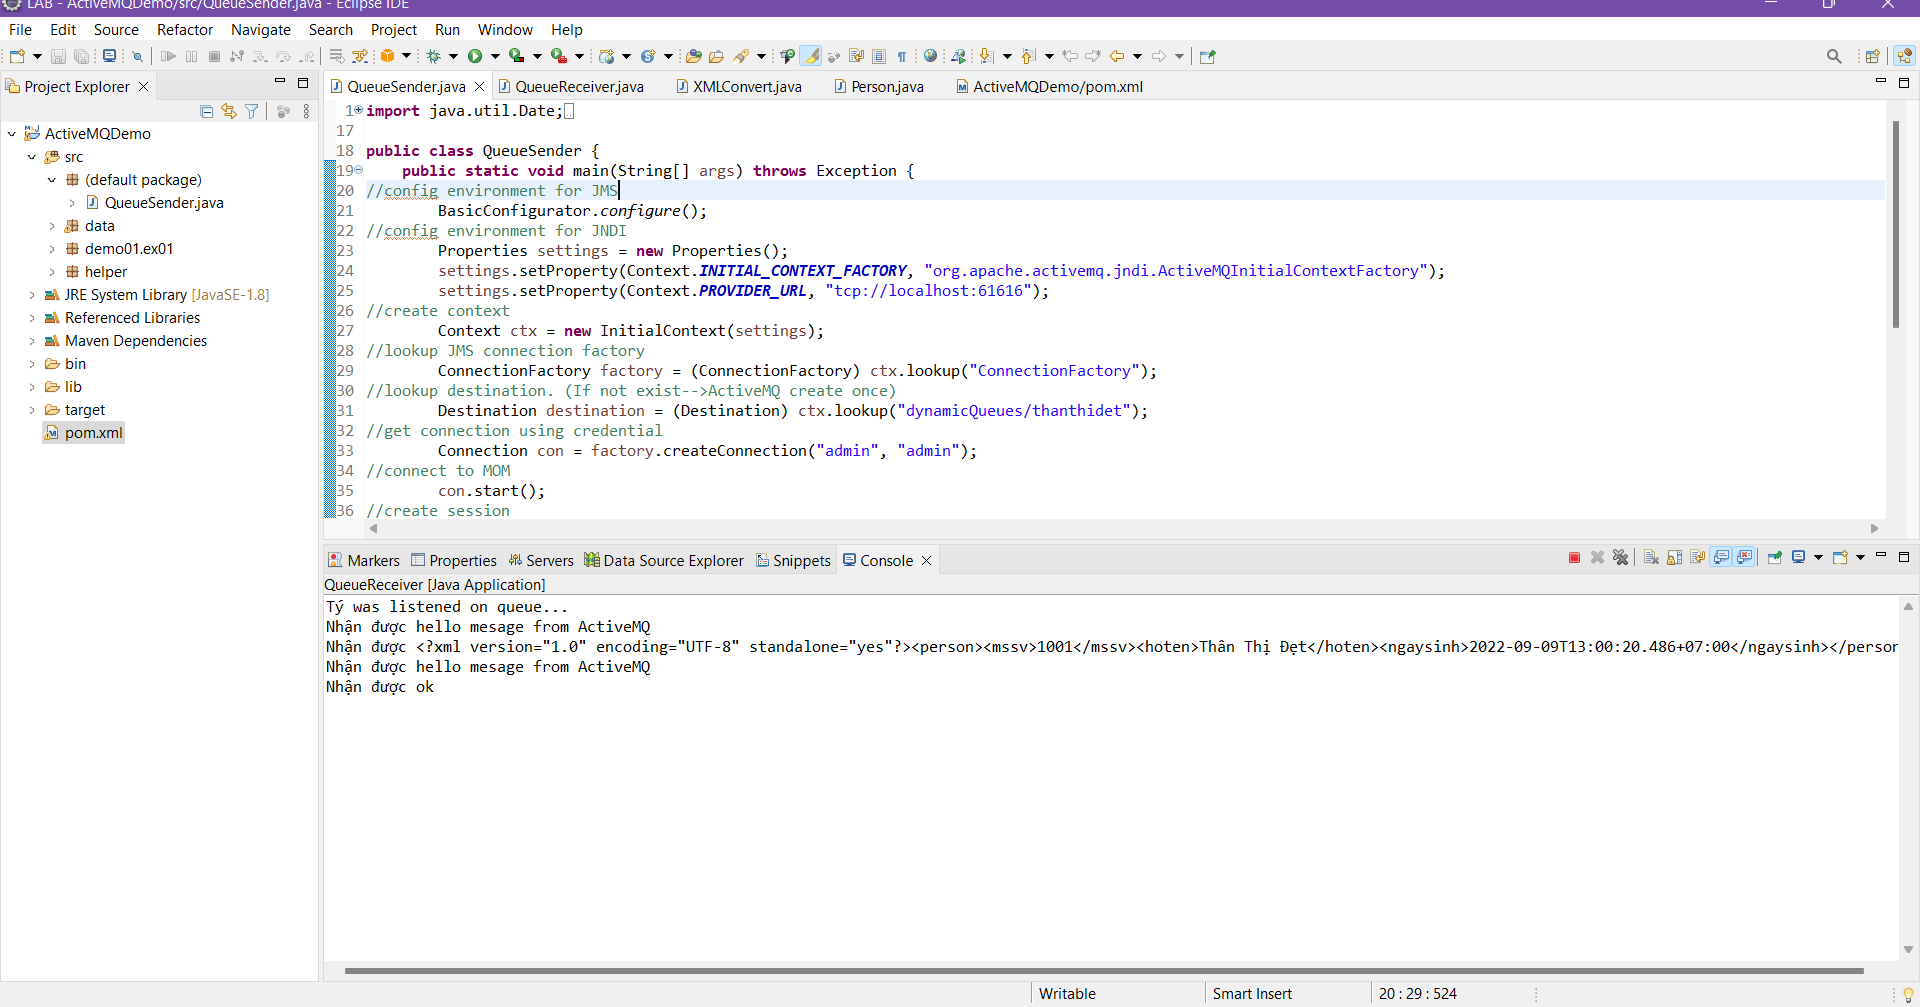 LAB - ActiveMQDemo/src/QueueSender.java - Eclipse IDE
File Edit Source Refactor Navigate Search Project Run Window Help
Project Explorer
ActiveMQDemo
src
(default package)
QueueSender.java
data
demo01.ex01
helper
JRE System Library [JavaSE-1.8]
Referenced Libraries
Maven Dependencies
bin
lib
target
pom.xml
QueueSender.java QueueReceiver.java XMLConvert.java Person.java ActiveMQDemo/pom.xml
1 import java.util.Date;
17
18 public class QueueSender {
19 public static void main(String[] args) throws Exception {
20 //config environment for JMS
21 BasicConfigurator.configure();
22 //config environment for JNDI
23 Properties settings = new Properties();
24 settings.setProperty(Context.INITIAL_CONTEXT_FACTORY, "org.apache.activemq.jndi.ActiveMQInitialContextFactory");
25 settings.setProperty(Context.PROVIDER_URL, "tcp://localhost:61616");
26 //create context
27 Context ctx = new InitialContext(settings);
28 //lookup JMS connection factory
29 ConnectionFactory factory = (ConnectionFactory) ctx.lookup("ConnectionFactory");
30 //lookup destination. (If not exist-->ActiveMQ create once)
31 Destination destination = (Destination) ctx.lookup("dynamicQueues/thanthidet");
32 //get connection using credential
33 Connection con = factory.createConnection("admin", "admin");
34 //connect to MOM
35 con.start();
36 //create session
Markers Properties Servers Data Source Explorer Snippets Console
QueueReceiver [Java Application]
Tý was listened on queue...
Nhận được hello mesage from ActiveMQ
Nhận được <?xml version="1.0" encoding="UTF-8" standalone="yes"?><person><mssv>1001</mssv><hoten>Thân Thị Đẹt</hoten><ngaysinh>2022-09-09T13:00:20.486+07:00</ngaysinh></person
Nhận được hello mesage from ActiveMQ
Nhận được ok
Writable Smart Insert 20 : 29 : 524